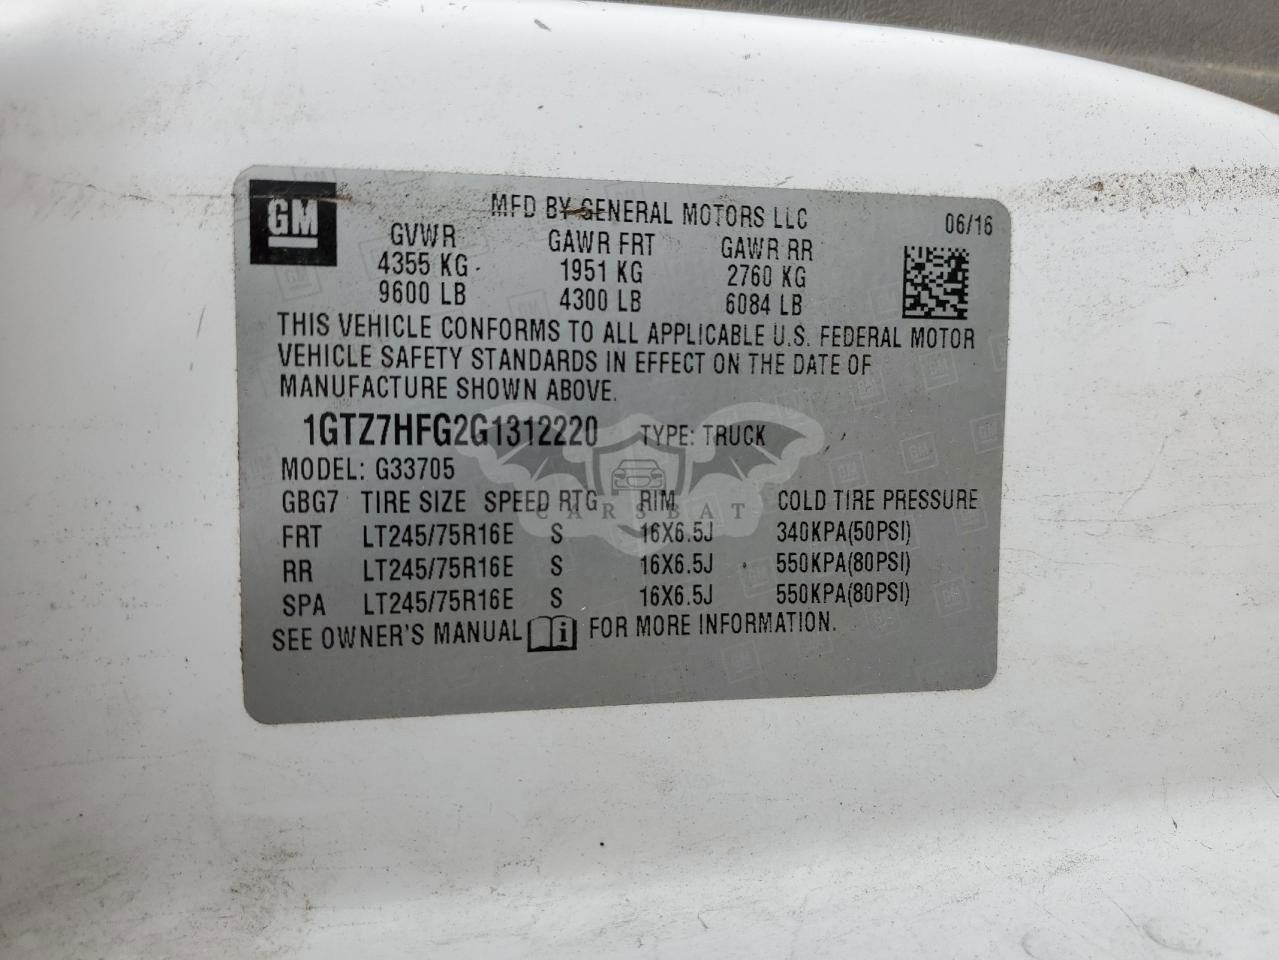 GM
MFD BY GENERAL MOTORS LLC 06/16
GVWR GAWR FRT GAWR RR
4355 KG 1951 KG 2760 KG
9600 LB 4300 LB 6084 LB
THIS VEHICLE CONFORMS TO ALL APPLICABLE U.S. FEDERAL MOTOR
VEHICLE SAFETY STANDARDS IN EFFECT ON THE DATE OF
MANUFACTURE SHOWN ABOVE.
1GTZ7HFG2G1312220 TYPE: TRUCK
MODEL: G33705
GBG7 TIRE SIZE SPEED RTG RIM COLD TIRE PRESSURE
CARSBAT
FRT LT245/75R16E S 16X6.5J 340KPA(50PSI)
RR LT245/75R16E S 16X6.5J 550KPA(80PSI)
SPA LT245/75R16E S 16X6.5J 550KPA(80PSI)
SEE OWNER'S MANUAL i FOR MORE INFORMATION.